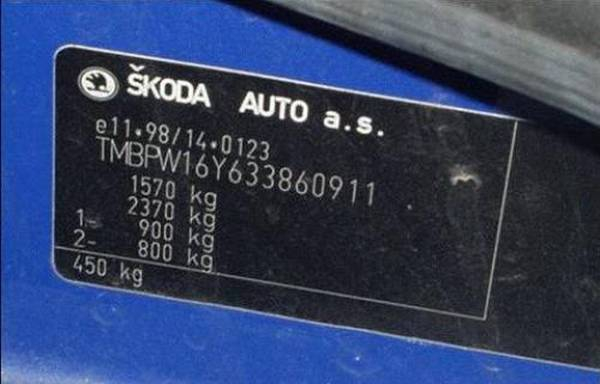 ŠKODA AUTO a.s.
e11•98/14•0123
TMBPW16Y633860911
1570 kg
2370 kg
1- 900 kg
2- 800 kg
450 kg